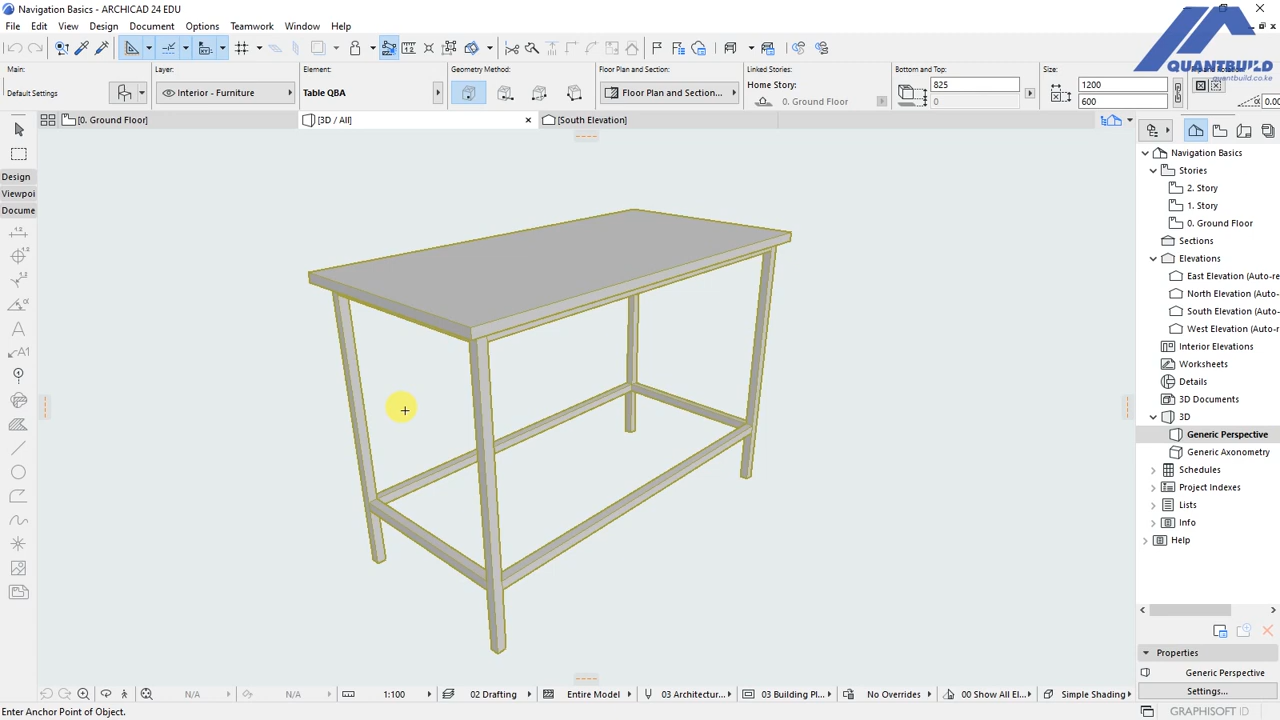 Navigation Basics - ARCHICAD 24 EDU
File Edit View Design Document Options Teamwork Window Help
QUANTBUILD
quantbuild.co.ke
Main:
Default Settings
Layer:
Interior - Furniture
Element:
Table QBA
Geometry Method:
Floor Plan and Section:
Floor Plan and Section...
Linked Stories:
Home Story:
0. Ground Floor
Bottom and Top:
825
0
Size:
1200
600
0.00
[0. Ground Floor]
[3D / All]
[South Elevation]
Design
Viewpoi
Docume
A1
Navigation Basics
Stories
2. Story
1. Story
0. Ground Floor
Sections
Elevations
East Elevation (Auto-re
North Elevation (Auto-r
South Elevation (Auto-r
West Elevation (Auto-r
Interior Elevations
Worksheets
Details
3D Documents
3D
Generic Perspective
Generic Axonometry
Schedules
Project Indexes
Lists
Info
Help
Properties
Generic Perspective
Settings...
N/A
N/A
1:100
02 Drafting
Entire Model
03 Architectur...
03 Building Pl...
No Overrides
00 Show All El...
Simple Shading
Enter Anchor Point of Object.
GRAPHISOFT ID